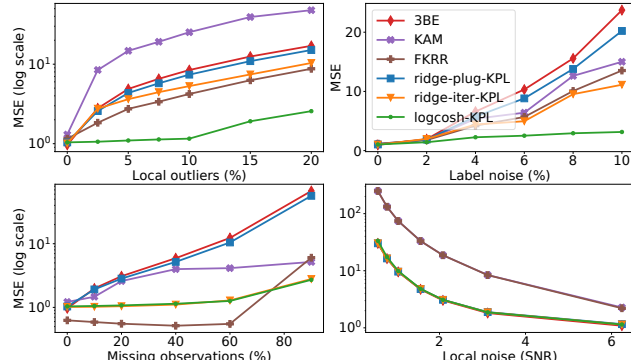 MSE (log scale)
10¹
10⁰
0 5 10 15 20
Local outliers (%)
MSE
20
10
0
3BE
KAM
FKRR
ridge-plug-KPL
ridge-iter-KPL
logcosh-KPL
0 2 4 6 8 10
Label noise (%)
MSE (log scale)
10¹
10⁰
0 20 40 60 80
Missing observations (%)
10²
10¹
10⁰
2 4 6
Local noise (SNR)